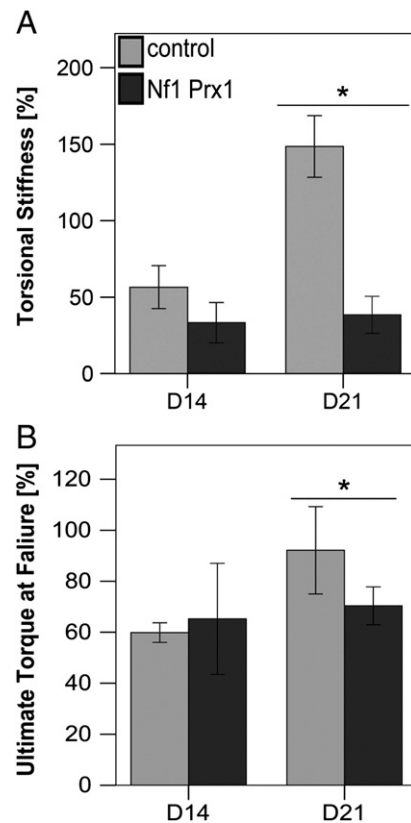 A
control
Nf1 Prx1
Torsional Stiffness [%]
200
150
100
50
0
*
D14 D21
B
Ultimate Torque at Faliure [%]
120
100
80
60
40
20
0
*
D14 D21